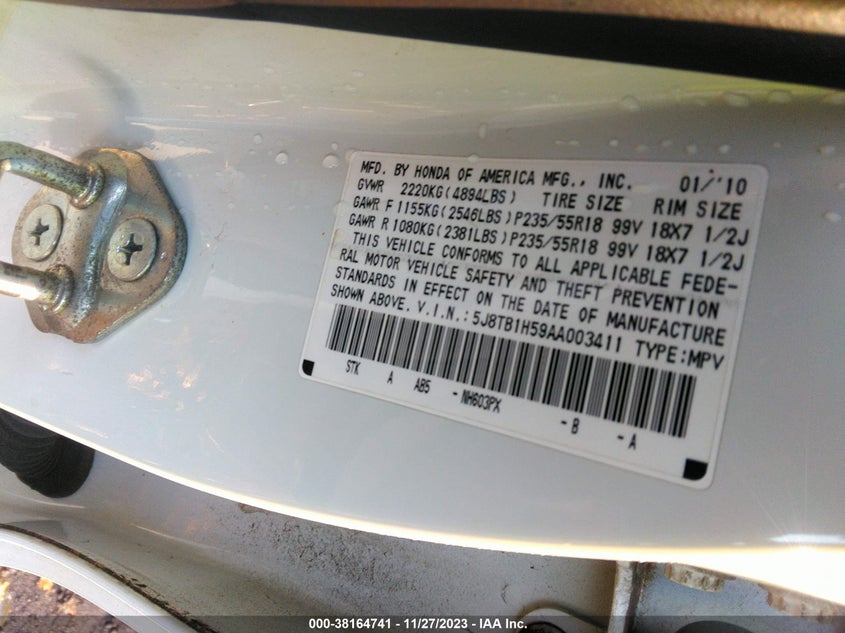 MFD. BY HONDA OF AMERICA MFG., INC. 01/'10
GVWR 2220KG(4894LBS) TIRE SIZE RIM SIZE
GAWR F 1155KG(2546LBS)P235/55R18 99V 18X7 1/2J
GAWR R 1080KG(2381LBS)P235/55R18 99V 18X7 1/2J
THIS VEHICLE CONFORMS TO ALL APPLICABLE FEDE-
RAL MOTOR VEHICLE SAFETY AND THEFT PREVENTION
STANDARDS IN EFFECT ON THE DATE OF MANUFACTURE
SHOWN ABOVE. V.I.N.:5J8TB1H59AA003411 TYPE:MPV
STK A AB5 -NH603PX -B -A
000-38164741 - 11/27/2023 - IAA Inc.